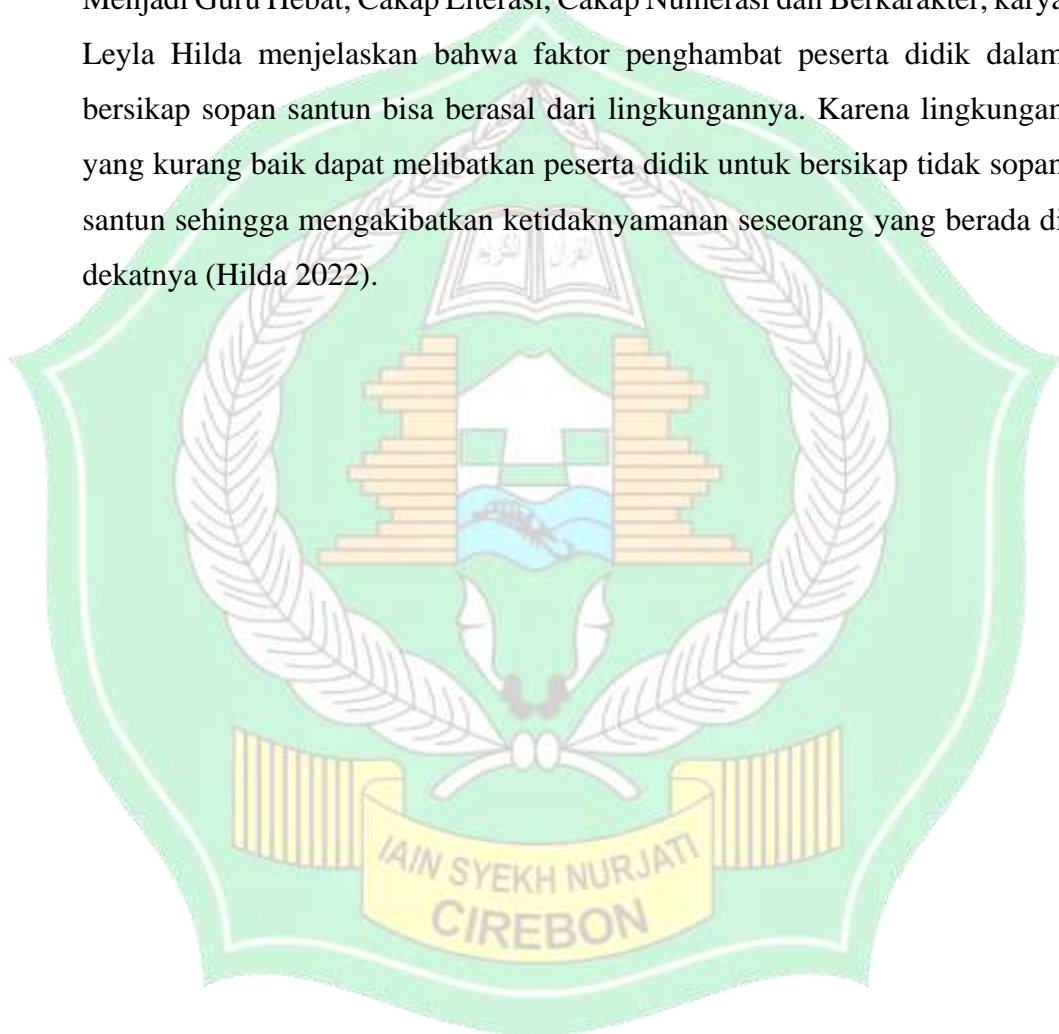 Menjadi Guru Hebat, Cakap Literasi, Cakap Numerasi dan Berkarakter, karya
Leyla Hilda menjelaskan bahwa faktor penghambat peserta didik dalam
bersikap sopan santun bisa berasal dari lingkungannya. Karena lingkungan
yang kurang baik dapat melibatkan peserta didik untuk bersikap tidak sopan
santun sehingga mengakibatkan ketidaknyamanan seseorang yang berada di
dekatnya (Hilda 2022).
القرآن الكريم
IAIN SYEKH NURJATI
CIREBON